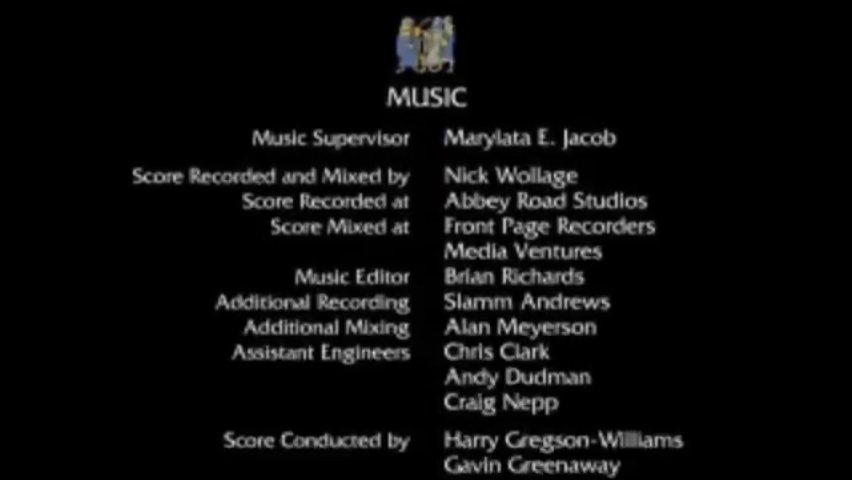 MUSIC
Music Supervisor Marylata E. Jacob
Score Recorded and Mixed by Nick Wollage
Score Recorded at Abbey Road Studios
Score Mixed at Front Page Recorders
Media Ventures
Music Editor Brian Richards
Additional Recording Slamm Andrews
Additional Mixing Alan Meyerson
Assistant Engineers Chris Clark
Andy Dudman
Craig Nepp
Score Conducted by Harry Gregson-Williams
Gavin Greenaway